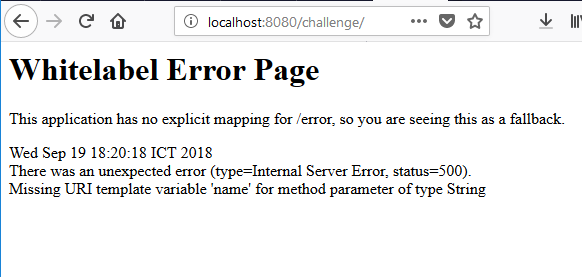 localhost:8080/challenge/
Whitelabel Error Page
This application has no explicit mapping for /error, so you are seeing this as a fallback.
Wed Sep 19 18:20:18 ICT 2018
There was an unexpected error (type=Internal Server Error, status=500).
Missing URI template variable 'name' for method parameter of type String